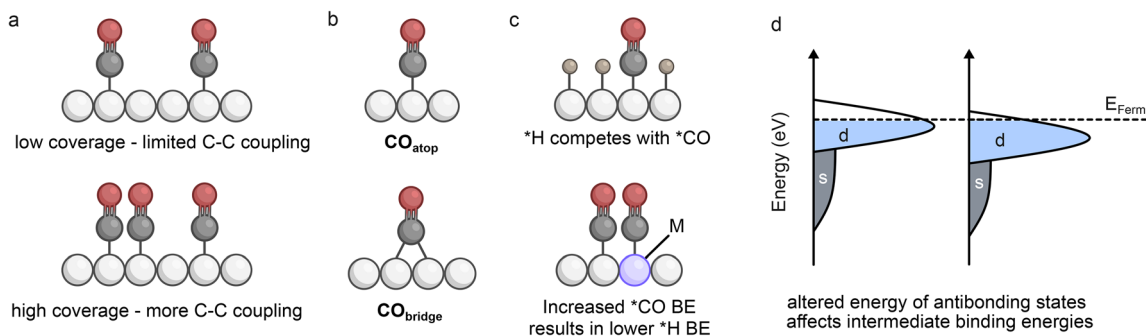 a
low coverage - limited C-C coupling
high coverage - more C-C coupling
b
COatop
CObridge
c
*H competes with *CO
M
Increased *CO BE
results in lower *H BE
d
Energy (eV)
d
s
d
s
EFermi
altered energy of antibonding states
affects intermediate binding energies